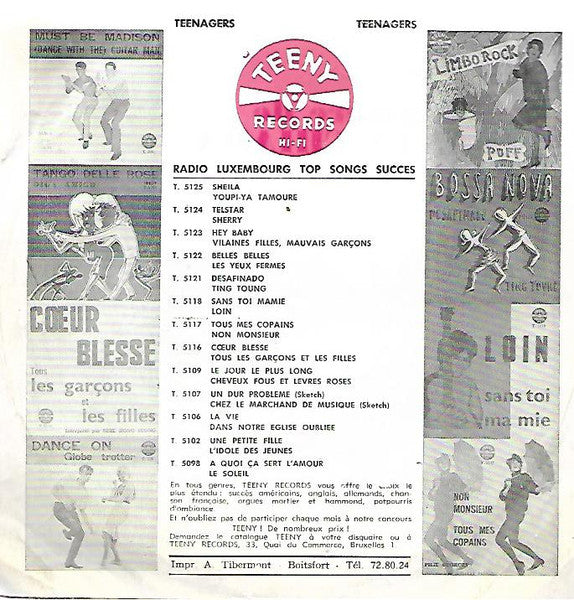 TEENAGERS
TEENAGERS
TEENY
RECORDS
HI-FI
RADIO LUXEMBOURG TOP SONGS SUCCES
T. 5125 SHEILA
YOUPI-YA TAMOURE
T. 5124 TELSTAR
SHERRY
T. 5123 HEY BABY
VILAINES FILLES, MAUVAIS GARÇONS
T. 5122 BELLES BELLES
LES YEUX FERMES
T. 5121 DESAFINADO
TING TOUNG
T. 5118 SANS TOI MAMIE
LOIN
T. 5117 TOUS MES COPAINS
NON MONSIEUR
T. 5116 CŒUR BLESSE
TOUS LES GARÇONS ET LES FILLES
T. 5109 LE JOUR LE PLUS LONG
CHEVEUX FOUS ET LEVRES ROSES
T. 5107 UN DUR PROBLEME (Sketch)
CHEZ LE MARCHAND DE MUSIQUE (Sketch)
T. 5106 LA VIE
DANS NOTRE EGLISE OUBLIEE
T. 5102 UNE PETITE FILLE
L'IDOLE DES JEUNES
T 5098 A QUOI ÇA SERT L'AMOUR
LE SOLEIL
En tous genres, TEENY RECORDS vous offre le choix le
plus étendu : succès américains, anglais, allemands, chan-
son française, orgues mortier et hammond, potpourris
d'ambiance
Et n'oubliez pas de participer chaque mois à notre concours
TEENY ! De nombreux prix !
Demandez le catalogue TEENY à votre disquaire ou à
TEENY RECORDS, 33, Quai du Commerce, Bruxelles 1
Impr A. Tibermont - Boitsfort - Tél. 72.80.24
MUST BE MADISON
(DANCE WITH THE) GUITAR MAN
TANGO DELLE ROSE
CŒUR
BLESSE
Tous
les garçons
et
les filles
DANCE ON
Globe trotter
LIMBO ROCK
PUFF
BOSSA NOVA
DESAFINADO
LOIN
sans toi
ma mie
NON
MONSIEUR
TOUS MES
COPAINS